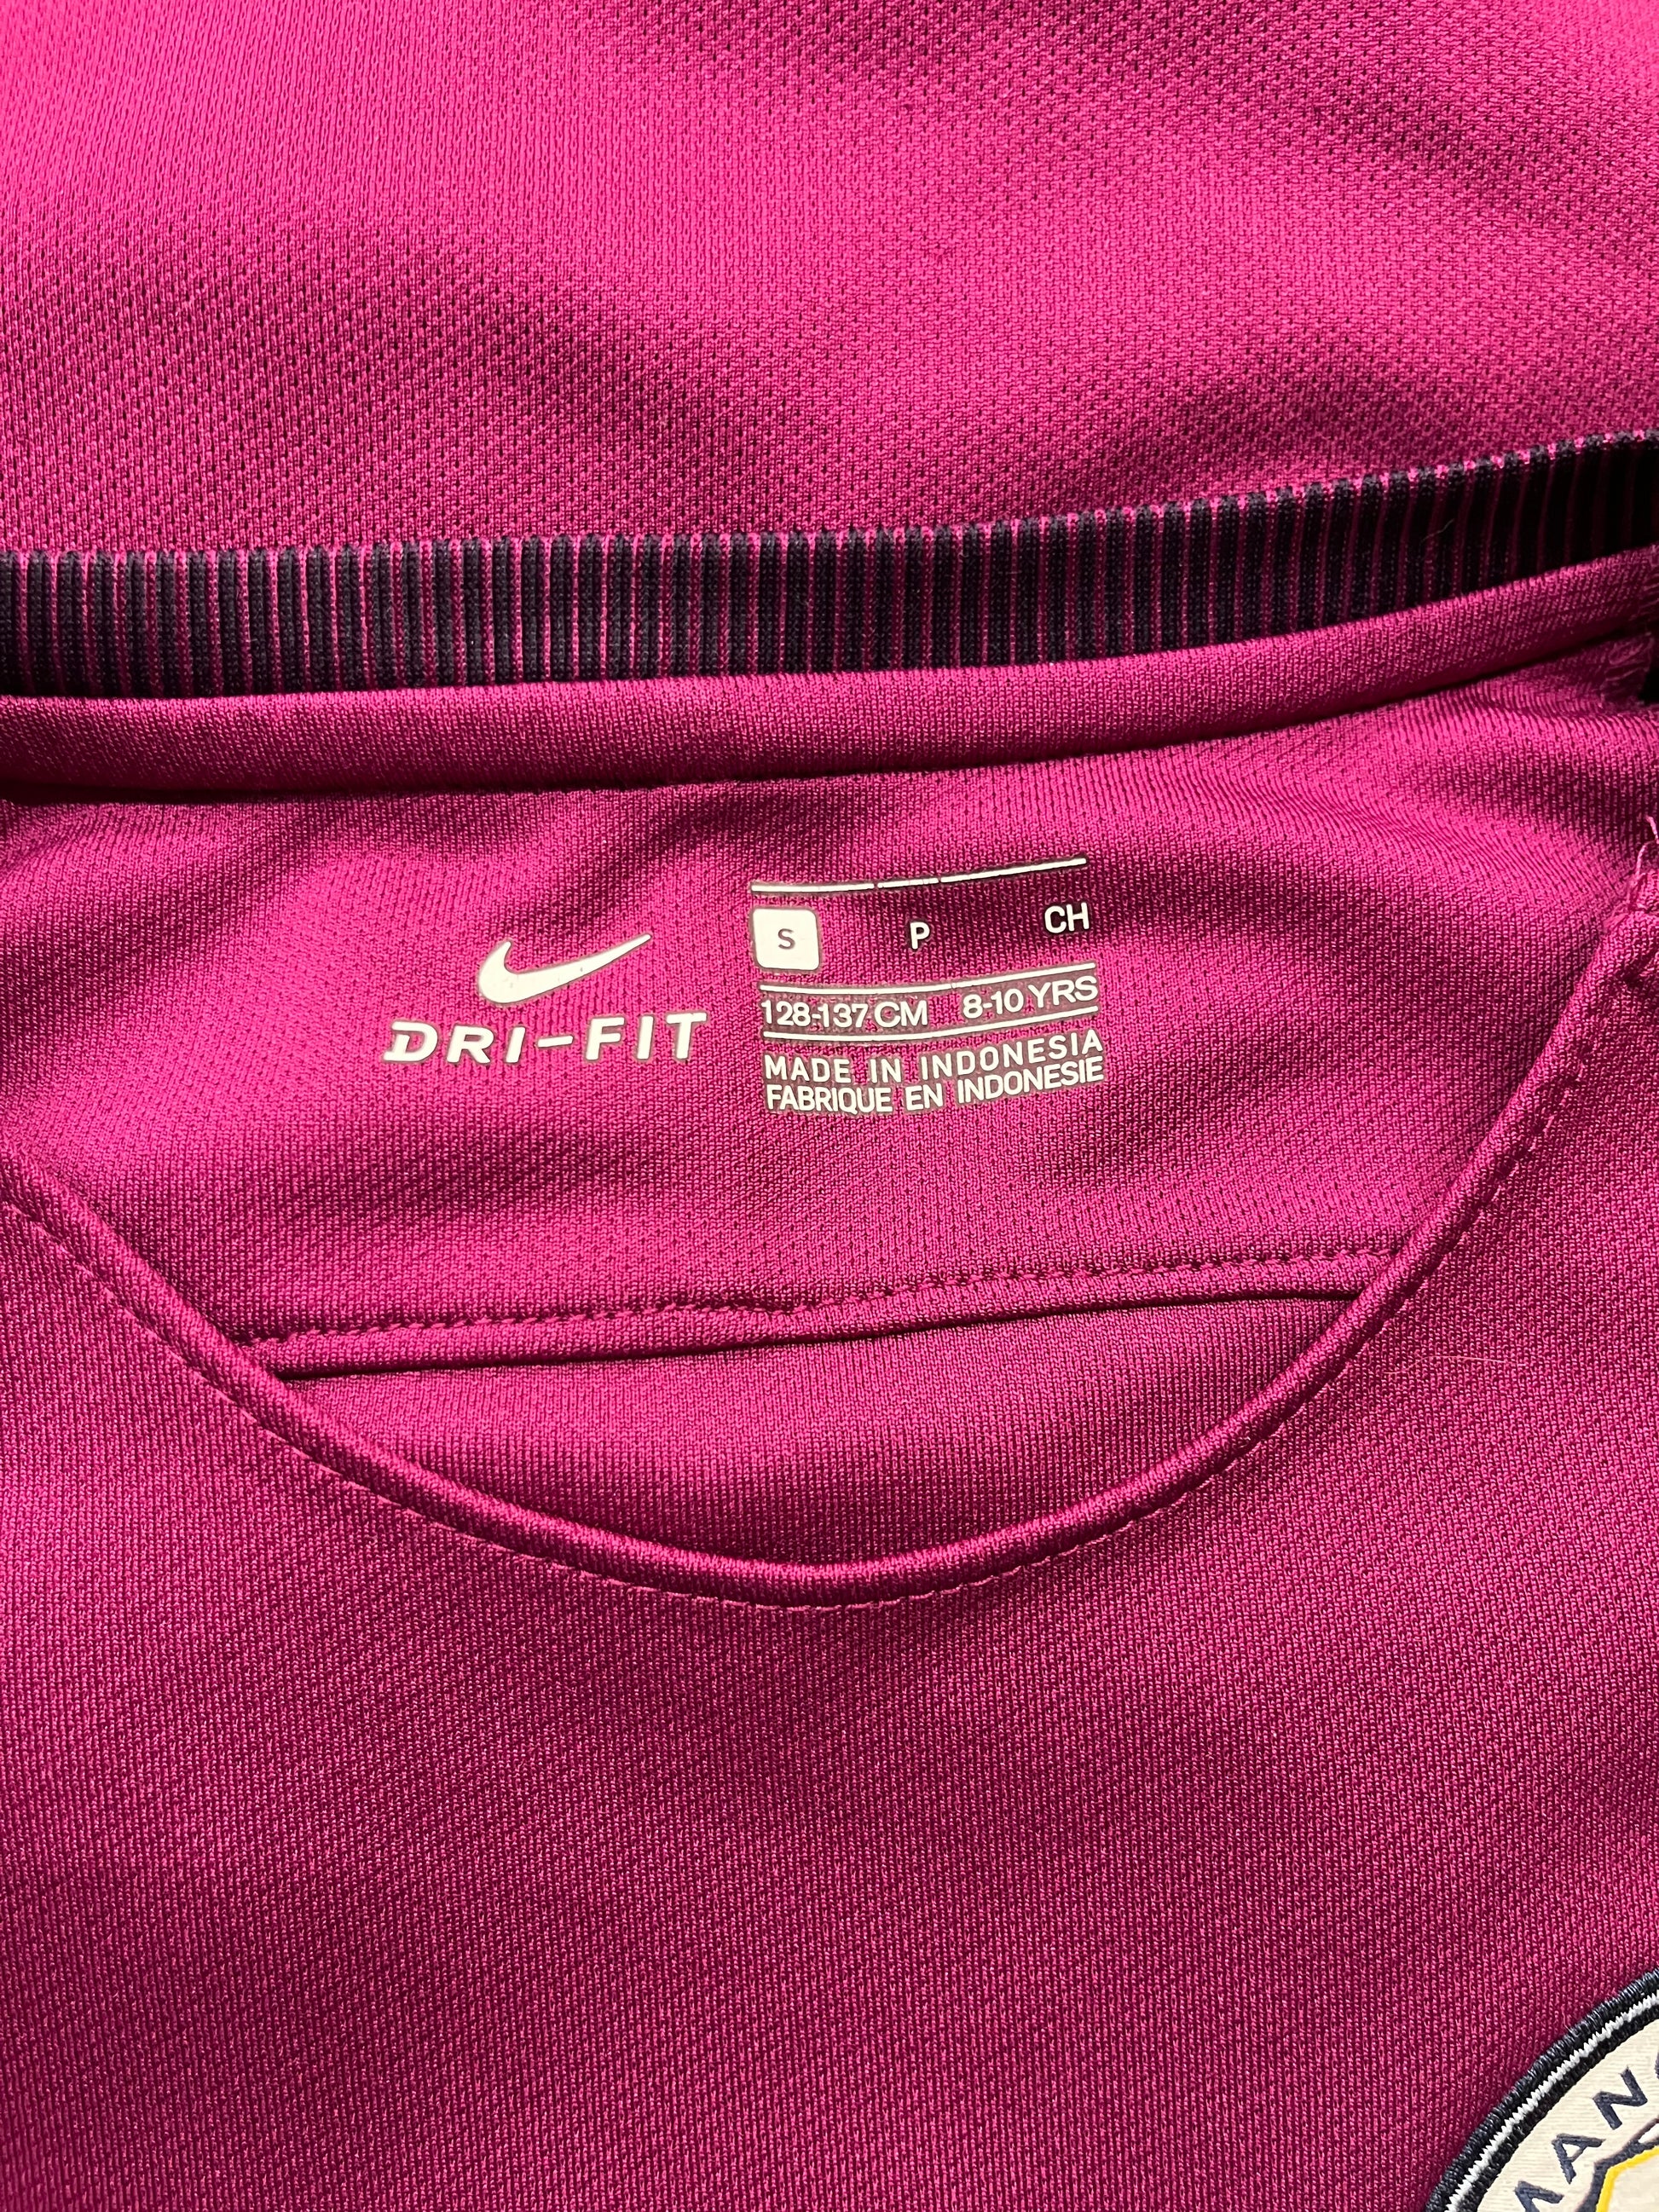 S P CH
128-137 CM 8-10 YRS
DRI-FIT
MADE IN INDONESIA
FABRIQUE EN INDONESIE